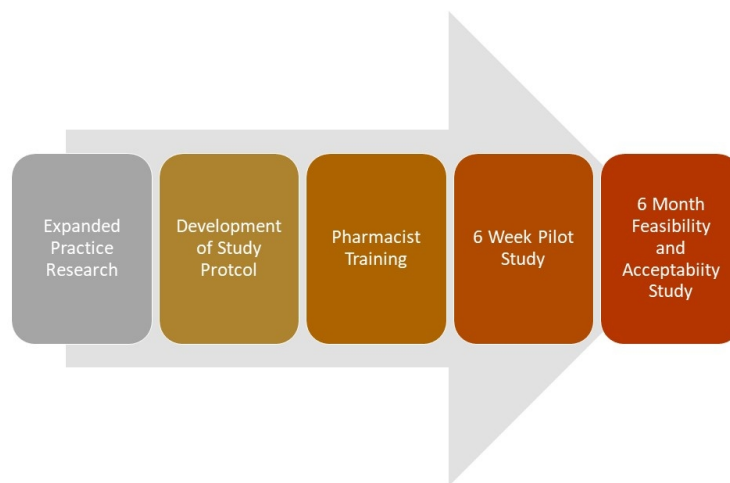 Expanded
Practice
Research
Development
of Study
Protcol
Pharmacist
Training
6 Week Pilot
Study
6 Month
Feasibility
and
Acceptabiity
Study